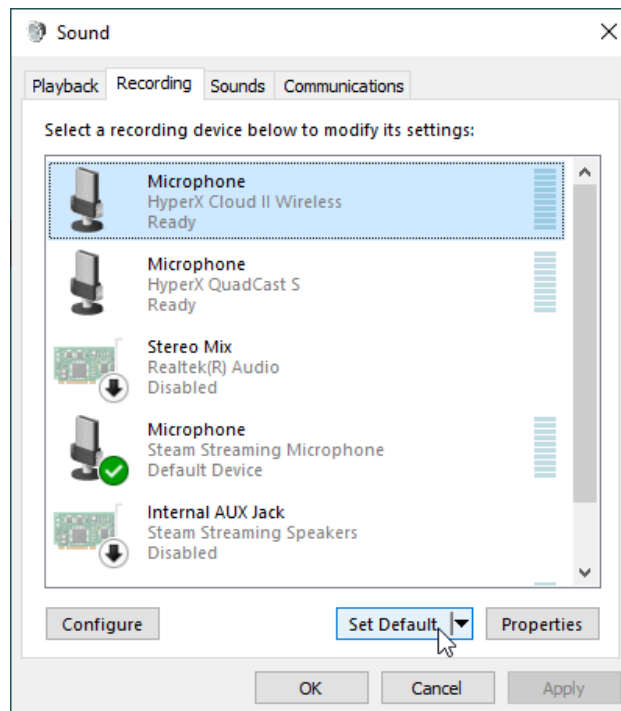 Sound
Playback Recording Sounds Communications
Select a recording device below to modify its settings:
Microphone
HyperX Cloud II Wireless
Ready
Microphone
HyperX QuadCast S
Ready
Stereo Mix
Realtek(R) Audio
Disabled
Microphone
Steam Streaming Microphone
Default Device
Internal AUX Jack
Steam Streaming Speakers
Disabled
Configure Set Default Properties
OK Cancel Apply